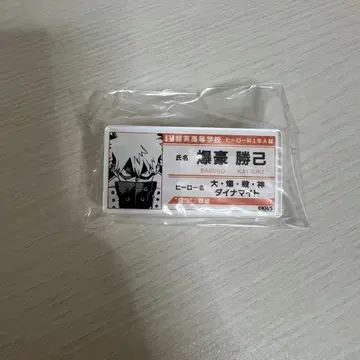 雄英高等学校 ヒーロー科1年A組
氏名 爆豪 勝己
BAKUGO KATSUKI
ヒーロー名 大・爆・殺・神
ダイナマイト
©K.H/S